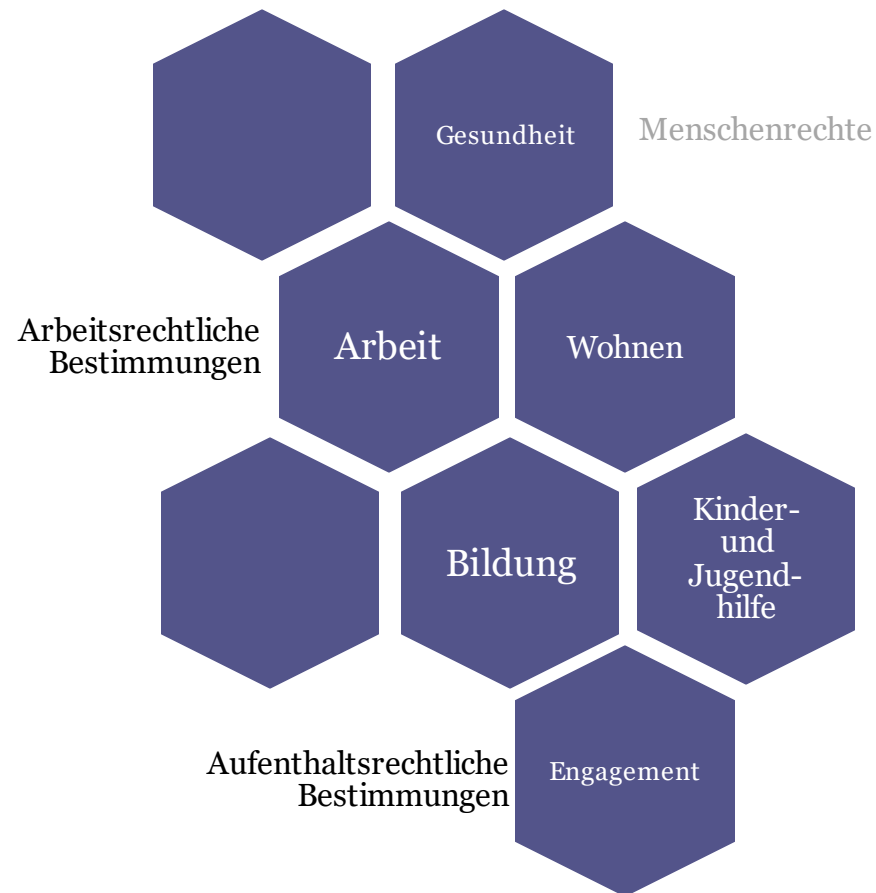 Gesundheit
Menschenrechte
Arbeitsrechtliche
Bestimmungen
Arbeit
Wohnen
Bildung
Kinder-
und
Jugend-
hilfe
Aufenthaltsrechtliche
Bestimmungen
Engagement